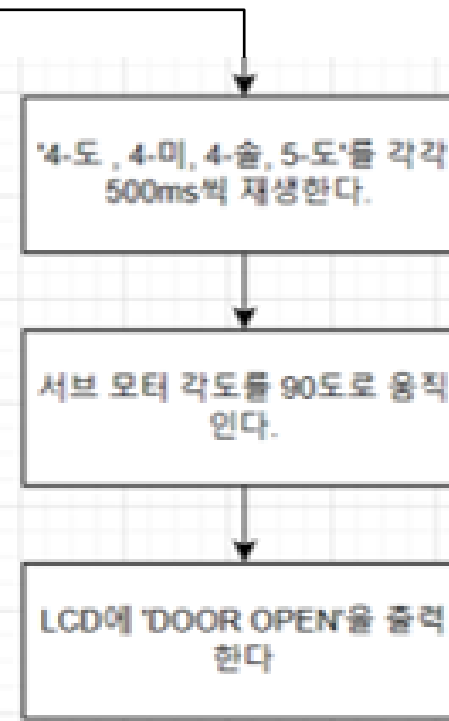 '4-도 , 4-미, 4-솔, 5-도'를 각각
500ms씩 재생한다.
서브 모터 각도를 90도로 움직
인다.
LCD에 'DOOR OPEN'을 출력
한다